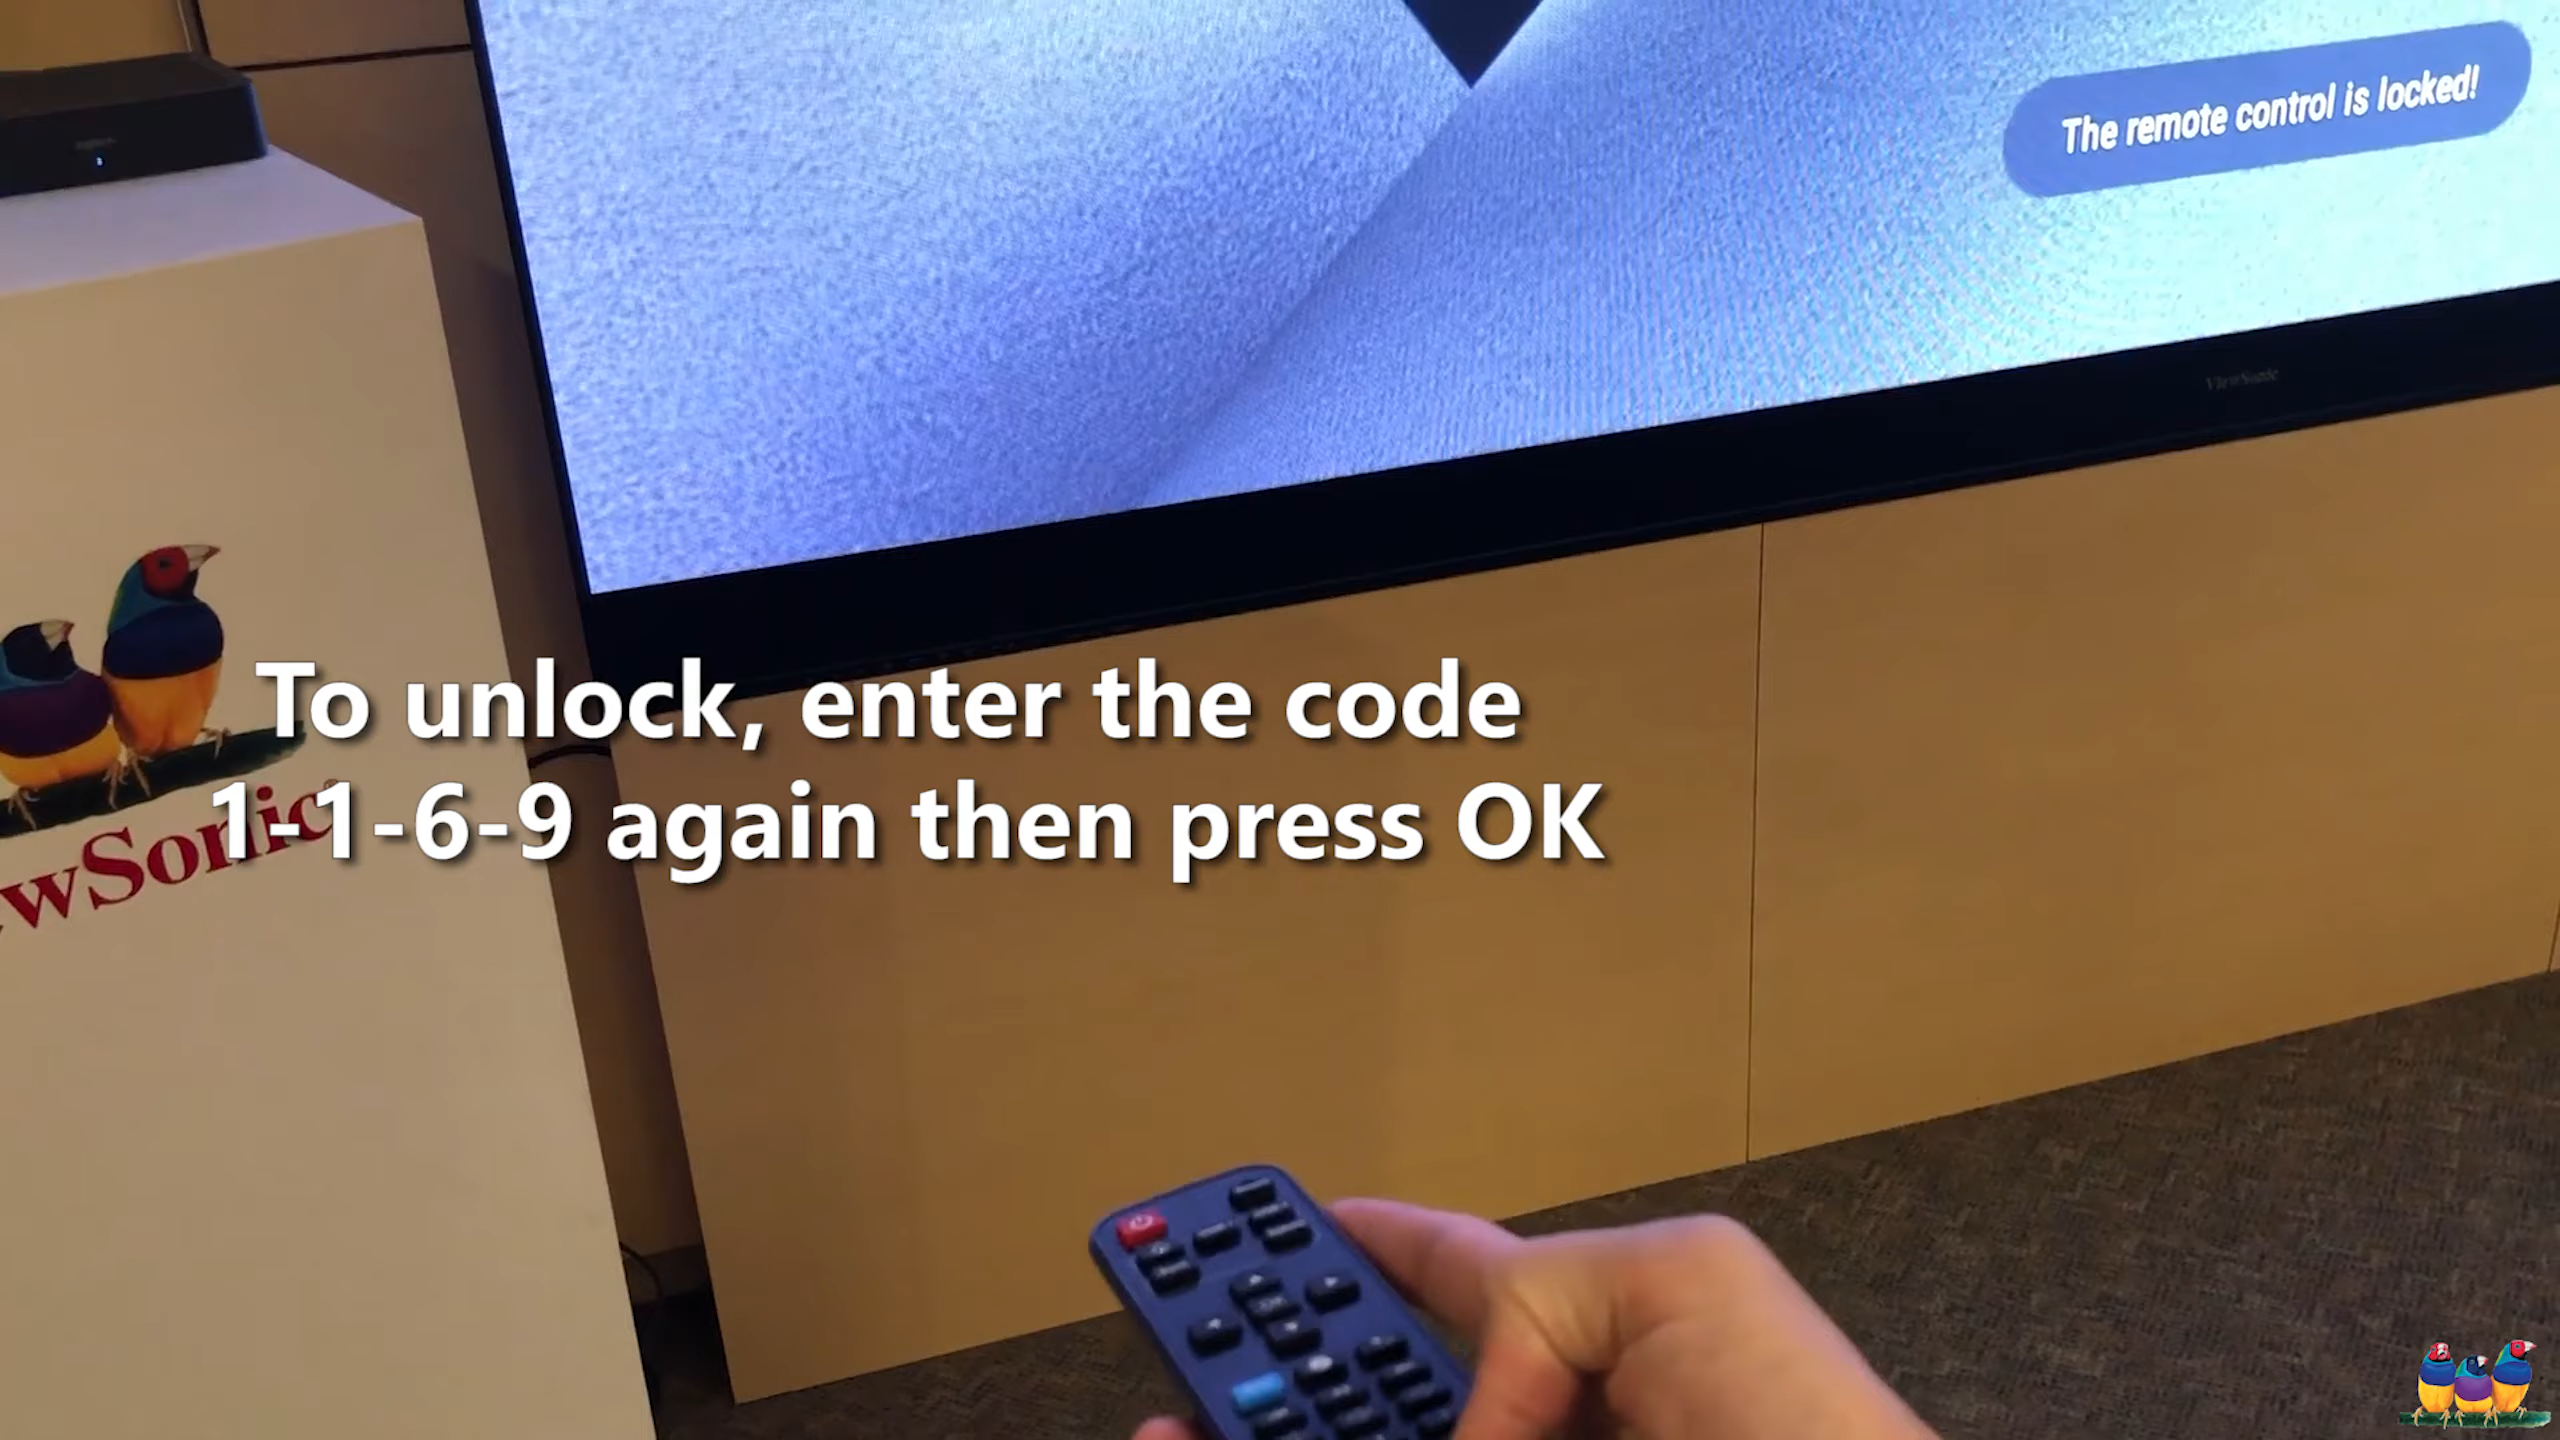 The remote control is locked!
ViewSonic
To unlock, enter the code
1-1-6-9 again then press OK
wSonic